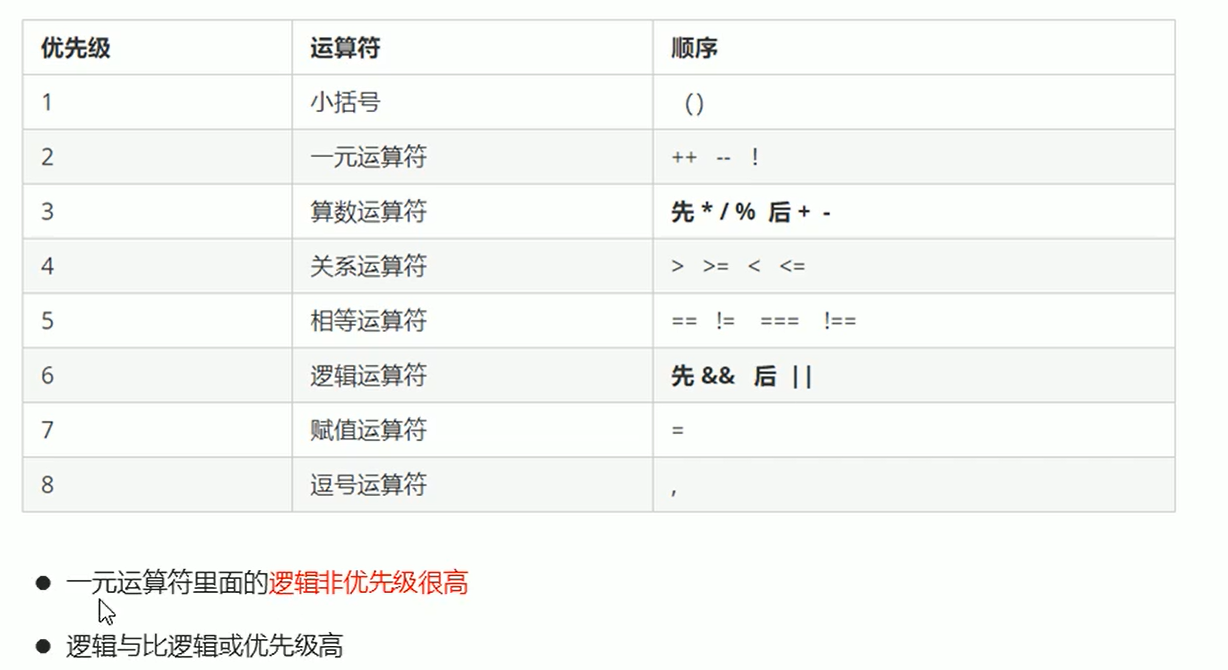 优先级 运算符 顺序
1 小括号 ()
2 一元运算符 ++ -- !
3 算数运算符 先 * / % 后 + -
4 关系运算符 > >= < <=
5 相等运算符 == != === !==
6 逻辑运算符 先 && 后 ||
7 赋值运算符 =
8 逗号运算符 ,
● 一元运算符里面的逻辑非优先级很高
● 逻辑与比逻辑或优先级高